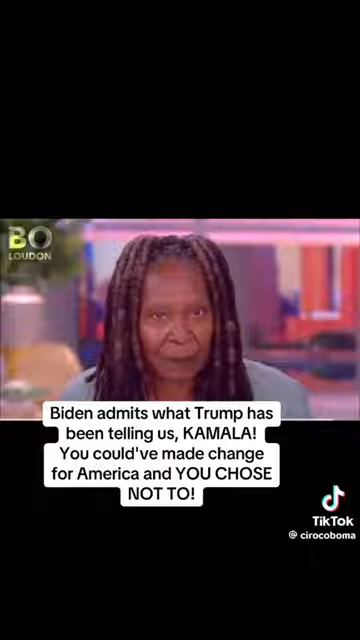 BO
LOUDON
Biden admits what Trump has
been telling us, KAMALA!
You could've made change
for America and YOU CHOSE
NOT TO!
TikTok
@ cirocoboma